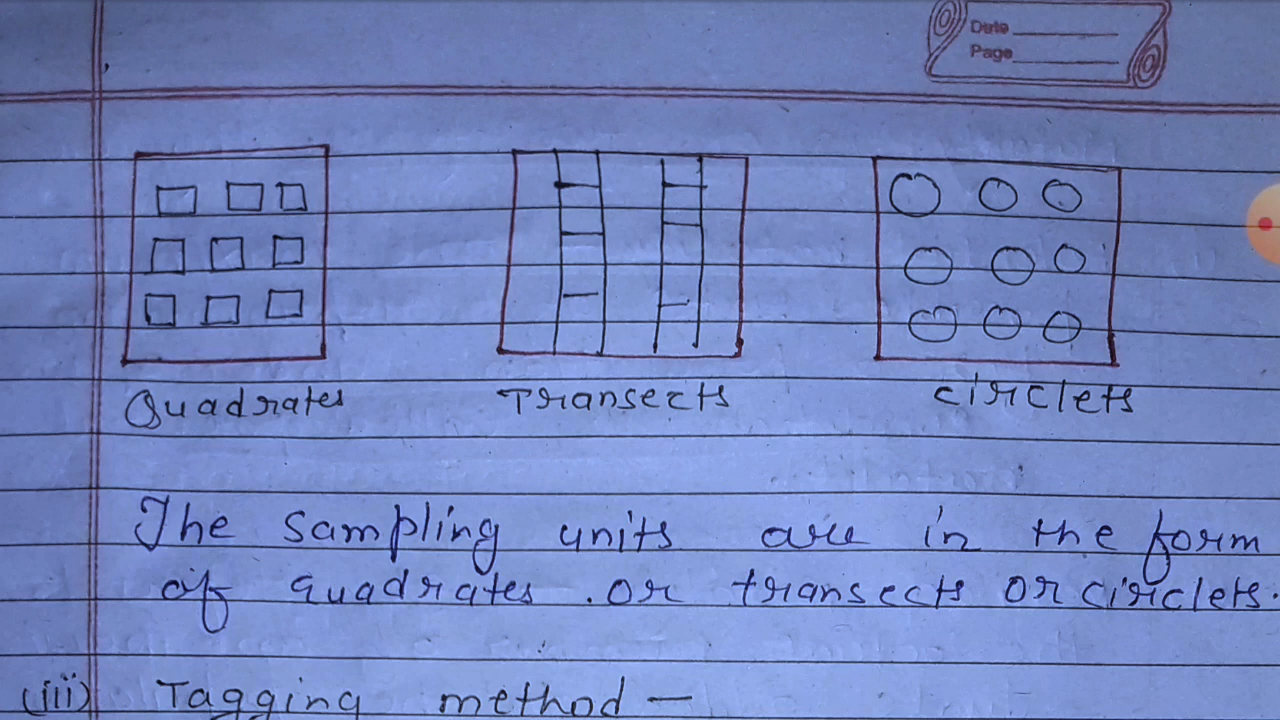 Date
Page
Quadrates Transects circlets
The sampling units are in the form
of quadrates . or transects or circlets.
(iii) Tagging method —